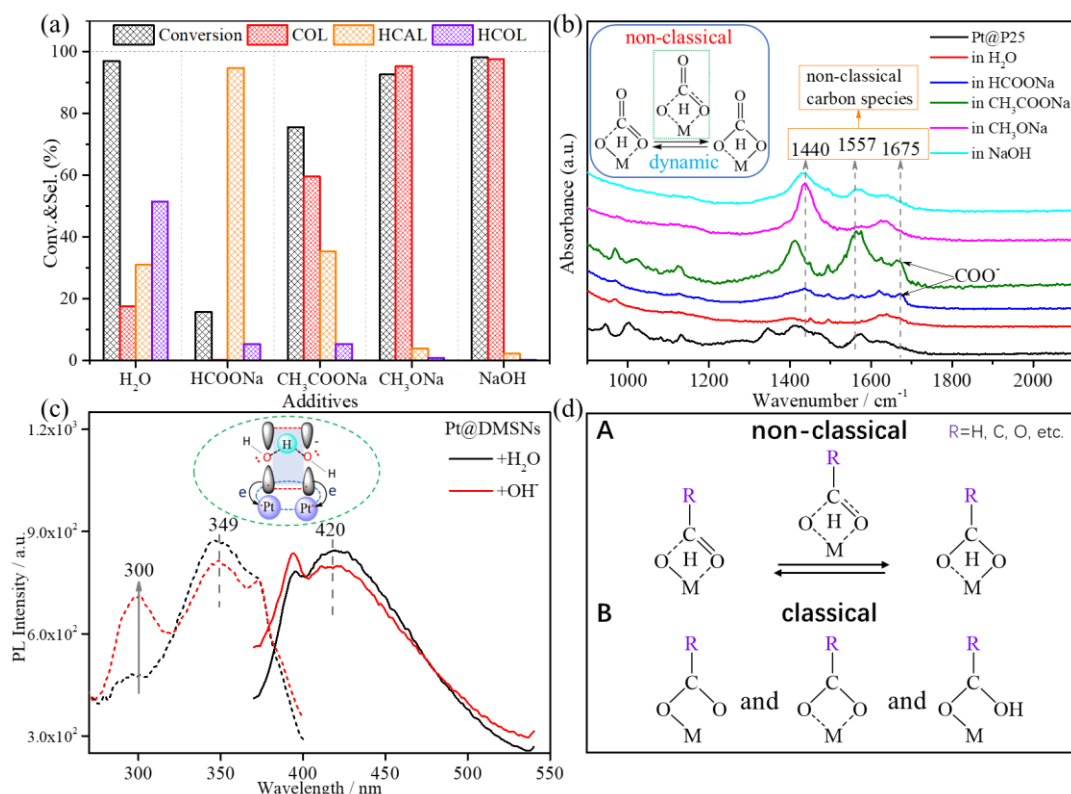 (a)
Conversion COL HCAL HCOL
100
80
60
40
20
0
Conv.&Sel.(%)
H₂O HCOONa CH₃COONa CH₃ONa NaOH
Additives
(b)
non-classical
O
C
O H O
M
O
C
O H O
M
O
C
O H O
M
dynamic
non-classical
carbon species
1440 1557 1675
Pt@P25
in H₂O
in HCOONa
in CH₃COONa
in CH₃ONa
in NaOH
COO⁻
Absorbance (a.u.)
1000 1200 1400 1600 1800 2000
Wavenumber / cm⁻¹
(c)
Pt@DMSNs
+H₂O
+OH⁻
H O H O H -
e Pt Pt e
300
349
420
1.2x10³
9.0x10²
6.0x10²
3.0x10²
PL Intensity / a.u.
300 350 400 450 500 550
Wavelength / nm
(d)
A
non-classical
R=H, C, O, etc.
R
C
O H O
M
R
C
O H O
M
R
C
O H O
M
B
classical
R
C
O O
M
and
R
C
O O
M
and
R
C
O OH
M